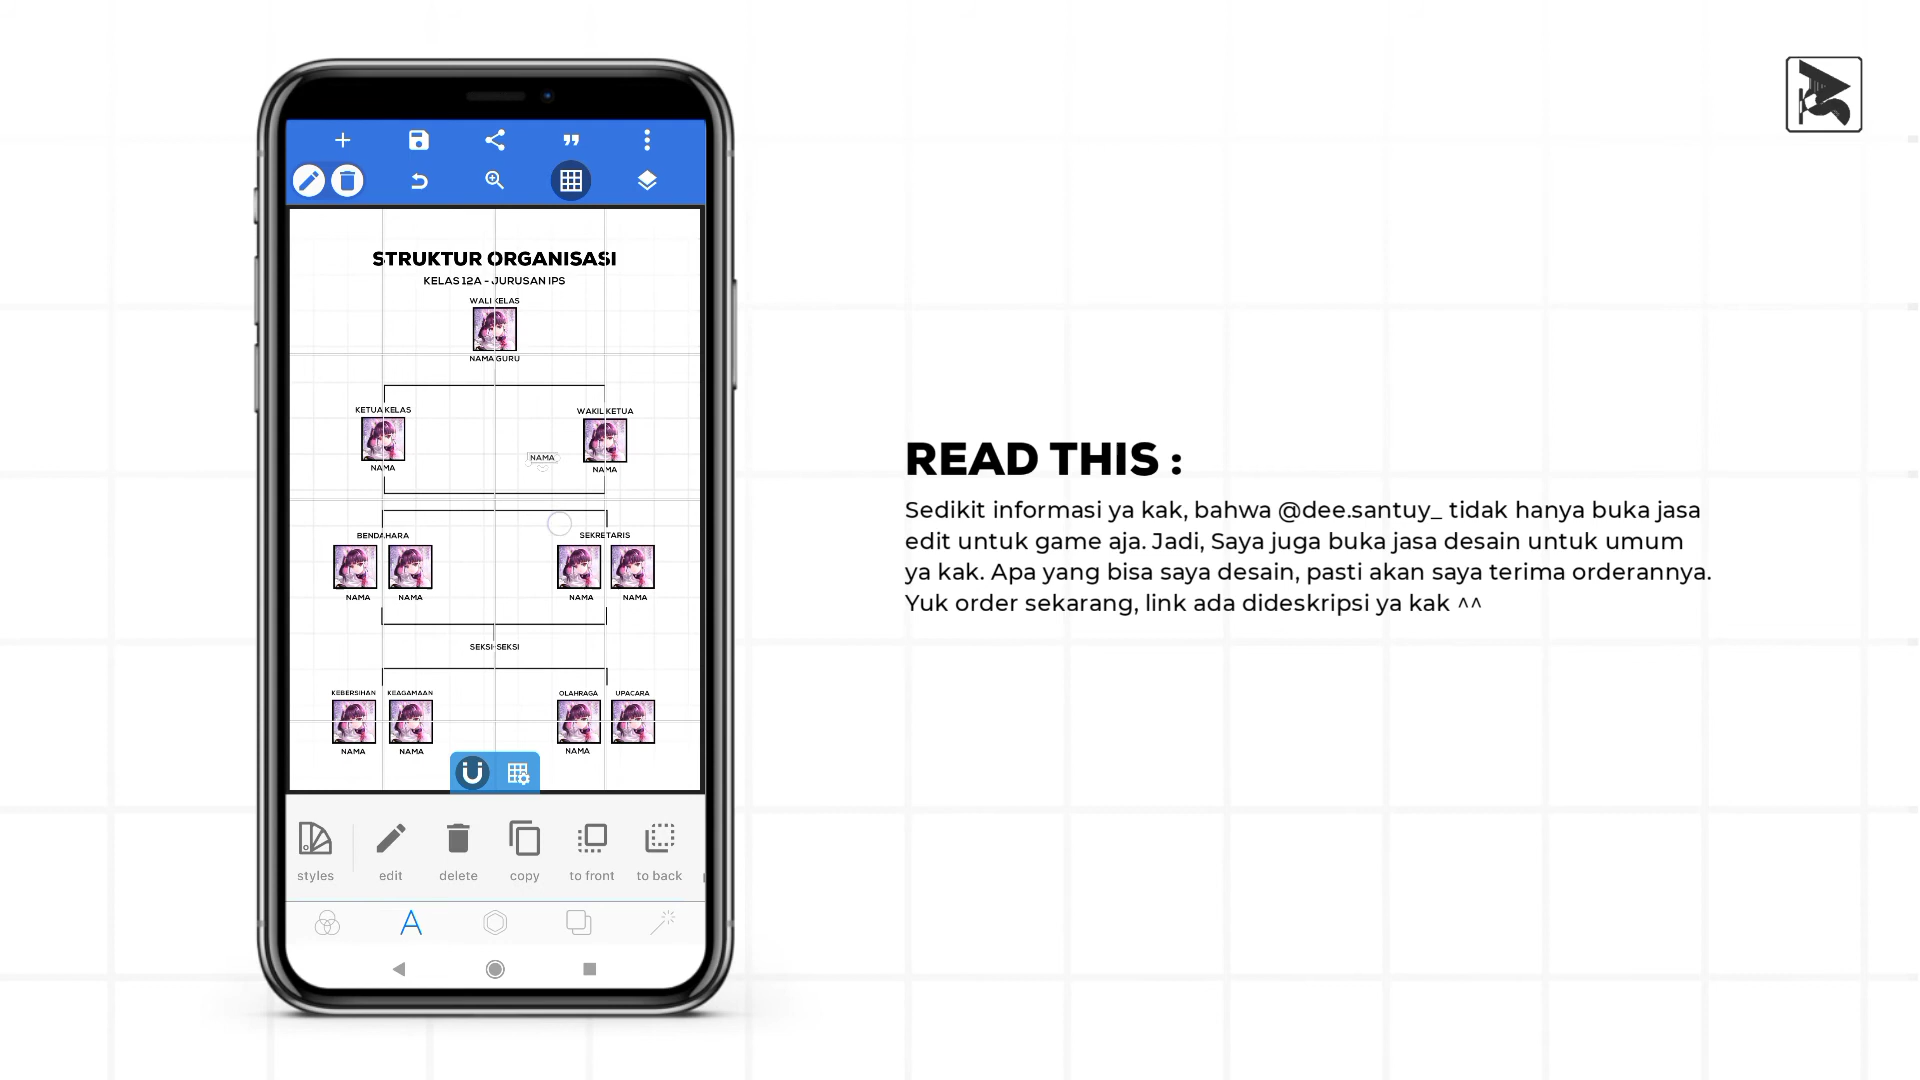 STRUKTUR ORGANISASI
KELAS 12A - JURUSAN IPS
WALI KELAS
NAMA GURU
KETUA KELAS
WAKIL KETUA
NAMA
NAMA
NAMA
BENDAHARA
SEKRETARIS
NAMA
NAMA
NAMA
NAMA
SEKSI-SEKSI
KEBERSIHAN
KEAGAMAAN
OLAHRAGA
UPACARA
NAMA
NAMA
NAMA
styles
edit
delete
copy
to front
to back
READ THIS :
Sedikit informasi ya kak, bahwa @dee.santuy_ tidak hanya buka jasa
edit untuk game aja. Jadi, Saya juga buka jasa desain untuk umum
ya kak. Apa yang bisa saya desain, pasti akan saya terima orderannya.
Yuk order sekarang, link ada dideskripsi ya kak ^^